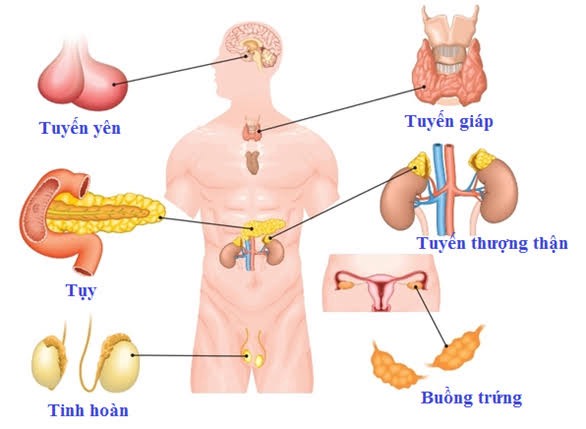 Tuyến yên
Tuyến giáp
Tụy
Tuyến thượng thận
Tinh hoàn
Buồng trứng